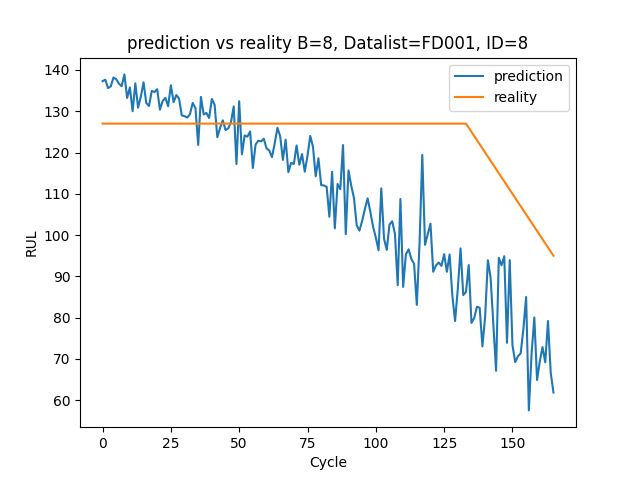 prediction vs reality B=8, Datalist=FD001, ID=8
prediction
reality
RUL
140
130
120
110
100
90
80
70
60
0 25 50 75 100 125 150
Cycle